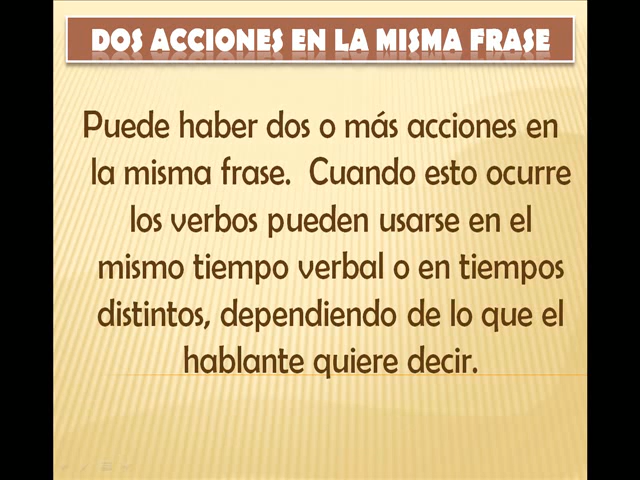 DOS ACCIONES EN LA MISMA FRASE
Puede haber dos o más acciones en
la misma frase.  Cuando esto ocurre
los verbos pueden usarse en el
mismo tiempo verbal o en tiempos
distintos, dependiendo de lo que el
hablante quiere decir.